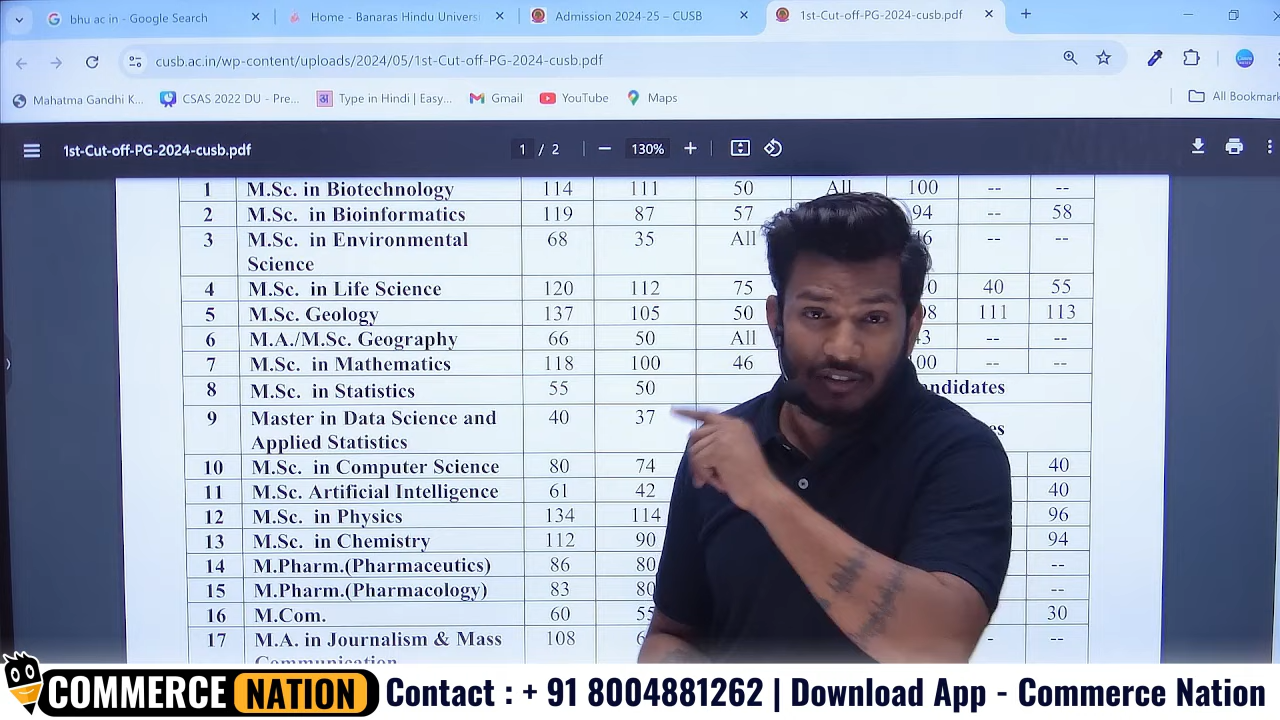 bhu ac in - Google Search
Home - Banaras Hindu Univers
Admission 2024-25 – CUSB
1st-Cut-off-PG-2024-cusb.pdf
cusb.ac.in/wp-content/uploads/2024/05/1st-Cut-off-PG-2024-cusb.pdf
Mahatma Gandhi K... CSAS 2022 DU - Pre... Type in Hindi | Easy... Gmail YouTube Maps All Bookmark
1st-Cut-off-PG-2024-cusb.pdf 1 / 2 130%
1 M.Sc. in Biotechnology 114 111 50 All 100 -- --
2 M.Sc. in Bioinformatics 119 87 57 94 -- 58
3 M.Sc. in Environmental 68 35 All -- --
Science
4 M.Sc. in Life Science 120 112 75 40 55
5 M.Sc. Geology 137 105 50 111 113
6 M.A./M.Sc. Geography 66 50 All -- --
7 M.Sc. in Mathematics 118 100 46 -- --
8 M.Sc. in Statistics 55 50 andidates
9 Master in Data Science and 40 37 es
Applied Statistics
10 M.Sc. in Computer Science 80 74 40
11 M.Sc. Artificial Intelligence 61 42 40
12 M.Sc. in Physics 134 114 96
13 M.Sc. in Chemistry 112 90 94
14 M.Pharm.(Pharmaceutics) 86 80 --
15 M.Pharm.(Pharmacology) 83 80 --
16 M.Com. 60 55 30
17 M.A. in Journalism & Mass 108 --
Communication
COMMERCE NATION Contact : + 91 8004881262 | Download App - Commerce Nation